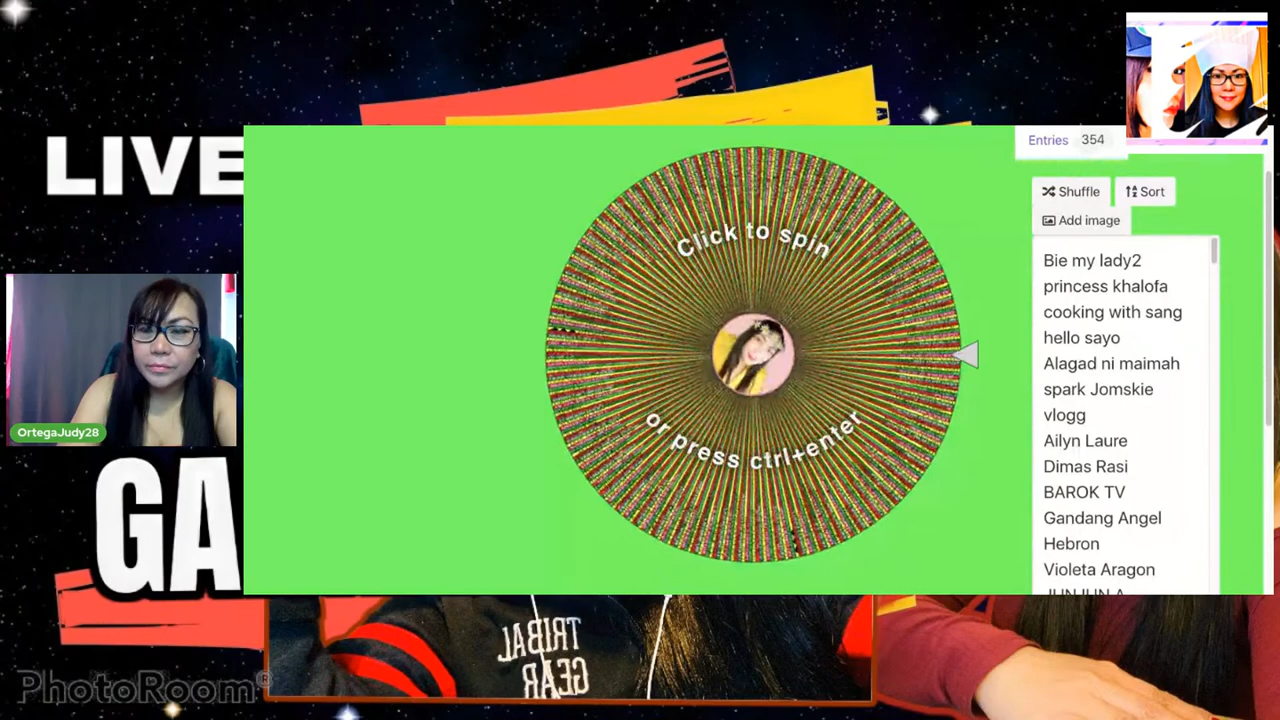 LIVE
Entries 354
Shuffle
Sort
Add image
Click to spin
or press ctrl+enter
Bie my lady2
princess khalofa
cooking with sang
hello sayo
Alagad ni maimah
spark Jomskie
vlogg
Ailyn Laure
Dimas Rasi
BAROK TV
Gandang Angel
Hebron
Violeta Aragon
JUNJUN A
OrtegaJudy28
GA
TRIBAL
GEAR
PhotoRoom®